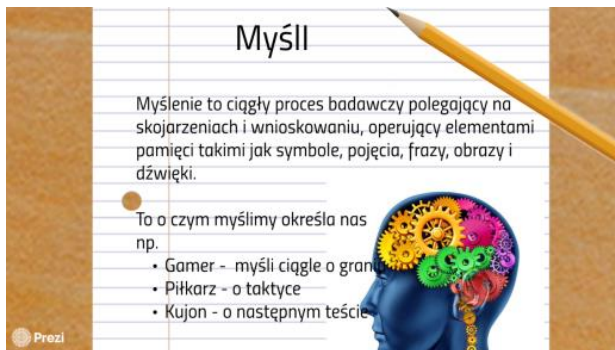 MyślI
Myślenie to ciągły proces badawczy polegający na
skojarzeniach i wnioskowaniu, operujący elementami
pamięci takimi jak symbole, pojęcia, frazy, obrazy i
dźwięki.
To o czym myślimy określa nas
np.
• Gamer - myśli ciągle o graniu
• Piłkarz - o taktyce
• Kujon - o następnym teście
Prezi